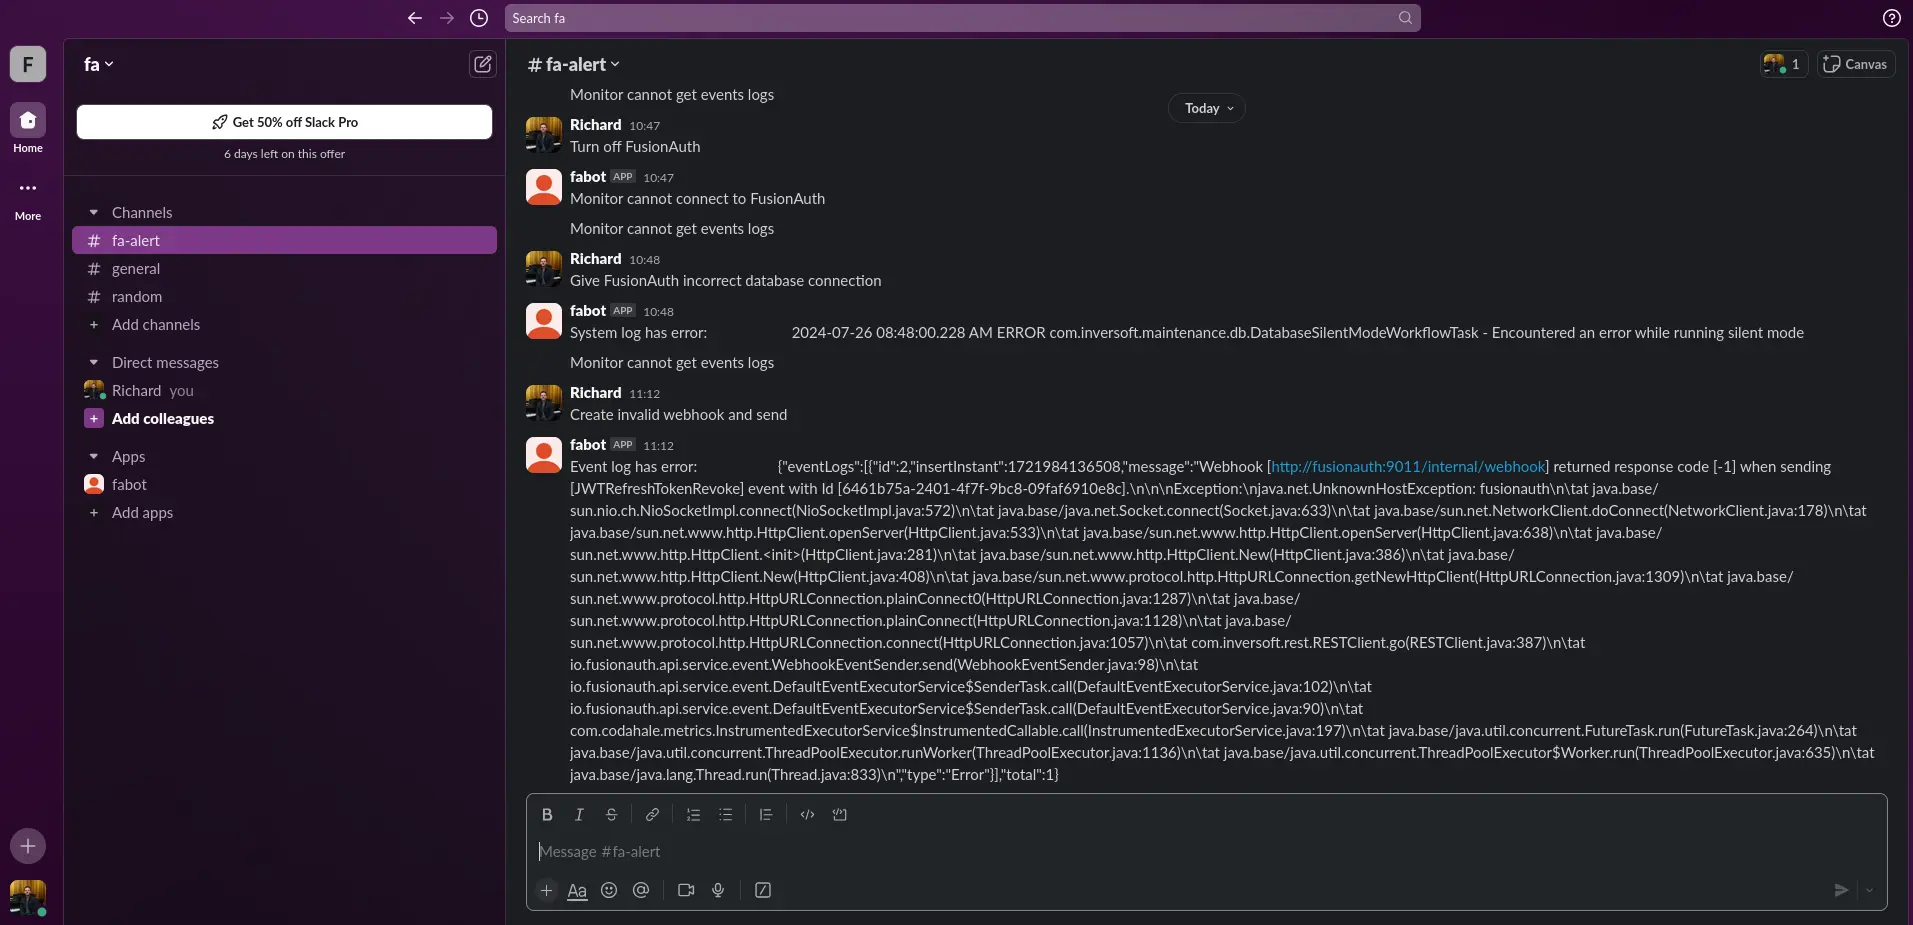 Search fa
F
Home
More
fa
Get 50% off Slack Pro
6 days left on this offer
Channels
# fa-alert
# general
# random
+ Add channels
Direct messages
Richard you
+ Add colleagues
Apps
fabot
+ Add apps
# fa-alert
1
Canvas
Today
Monitor cannot get events logs
Richard 10:47
Turn off FusionAuth
fabot APP 10:47
Monitor cannot connect to FusionAuth
Monitor cannot get events logs
Richard 10:48
Give FusionAuth incorrect database connection
fabot APP 10:48
System log has error: 2024-07-26 08:48:00.228 AM ERROR com.inversoft.maintenance.db.DatabaseSilentModeWorkflowTask - Encountered an error while running silent mode
Monitor cannot get events logs
Richard 11:12
Create invalid webhook and send
fabot APP 11:12
Event log has error: {"eventLogs":[{"id":2,"insertInstant":1721984136508,"message":"Webhook [http://fusionauth:9011/internal/webhook] returned response code [-1] when sending
[JWTRefreshTokenRevoke] event with Id [6461b75a-2401-4f7f-9bc8-09faf6910e8c].\n\n\nException:\njava.net.UnknownHostException: fusionauth\n\tat java.base/
sun.nio.ch.NioSocketImpl.connect(NioSocketImpl.java:572)\n\tat java.base/java.net.Socket.connect(Socket.java:633)\n\tat java.base/sun.net.NetworkClient.doConnect(NetworkClient.java:178)\n\tat
java.base/sun.net.www.http.HttpClient.openServer(HttpClient.java:533)\n\tat java.base/sun.net.www.http.HttpClient.openServer(HttpClient.java:638)\n\tat java.base/
sun.net.www.http.HttpClient.<init>(HttpClient.java:281)\n\tat java.base/sun.net.www.http.HttpClient.New(HttpClient.java:386)\n\tat java.base/
sun.net.www.http.HttpClient.New(HttpClient.java:408)\n\tat java.base/sun.net.www.protocol.http.HttpURLConnection.getNewHttpClient(HttpURLConnection.java:1309)\n\tat java.base/
sun.net.www.protocol.http.HttpURLConnection.plainConnect0(HttpURLConnection.java:1287)\n\tat java.base/
sun.net.www.protocol.http.HttpURLConnection.plainConnect(HttpURLConnection.java:1128)\n\tat java.base/
sun.net.www.protocol.http.HttpURLConnection.connect(HttpURLConnection.java:1057)\n\tat com.inversoft.rest.RESTClient.go(RESTClient.java:387)\n\tat
io.fusionauth.api.service.event.WebhookEventSender.send(WebhookEventSender.java:98)\n\tat
io.fusionauth.api.service.event.DefaultEventExecutorService$SenderTask.call(DefaultEventExecutorService.java:102)\n\tat
io.fusionauth.api.service.event.DefaultEventExecutorService$SenderTask.call(DefaultEventExecutorService.java:90)\n\tat
com.codahale.metrics.InstrumentedExecutorService$InstrumentedCallable.call(InstrumentedExecutorService.java:197)\n\tat java.base/java.util.concurrent.FutureTask.run(FutureTask.java:264)\n\tat
java.base/java.util.concurrent.ThreadPoolExecutor.runWorker(ThreadPoolExecutor.java:1136)\n\tat java.base/java.util.concurrent.ThreadPoolExecutor$Worker.run(ThreadPoolExecutor.java:635)\n\tat
java.base/java.lang.Thread.run(Thread.java:833)\n","type":"Error"}],"total":1}
Message #fa-alert
Aa